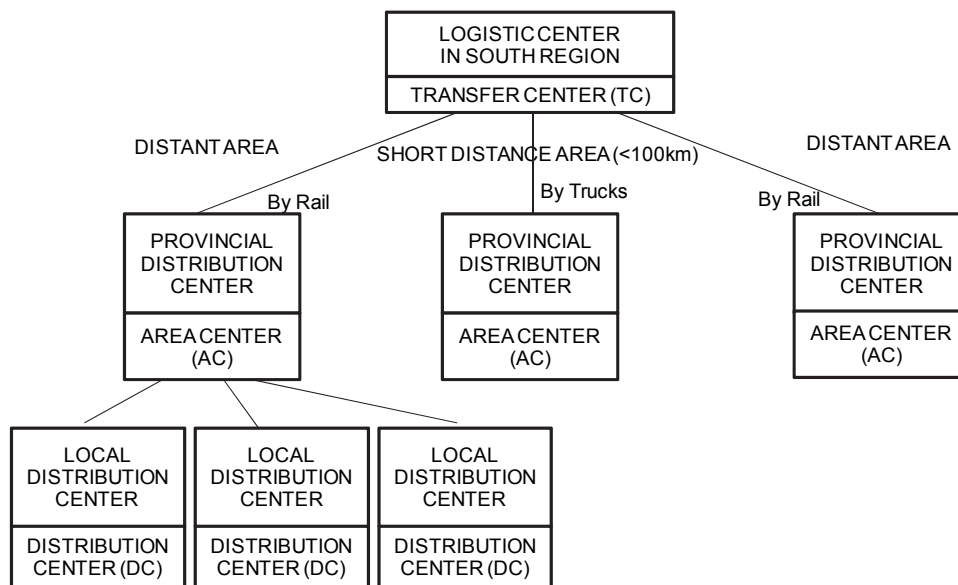 LOGISTIC CENTER
IN SOUTH REGION
TRANSFER CENTER (TC)
DISTANT AREA
SHORT DISTANCE AREA (<100km)
DISTANT AREA
By Rail
By Trucks
By Rail
PROVINCIAL
DISTRIBUTION
CENTER
AREA CENTER
(AC)
PROVINCIAL
DISTRIBUTION
CENTER
AREA CENTER
(AC)
PROVINCIAL
DISTRIBUTION
CENTER
AREA CENTER
(AC)
LOCAL
DISTRIBUTION
CENTER
DISTRIBUTION
CENTER (DC)
LOCAL
DISTRIBUTION
CENTER
DISTRIBUTION
CENTER (DC)
LOCAL
DISTRIBUTION
CENTER
DISTRIBUTION
CENTER (DC)